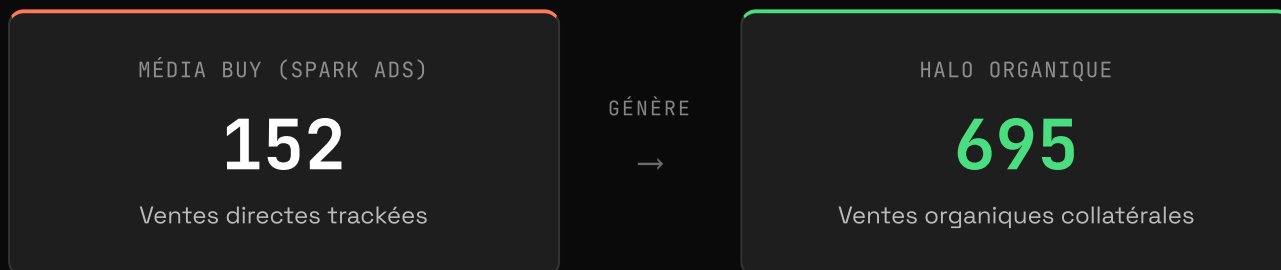 MÉDIA BUY (SPARK ADS)
152
Ventes directes trackées
GÉNÈRE
→
HALO ORGANIQUE
695
Ventes organiques collatérales